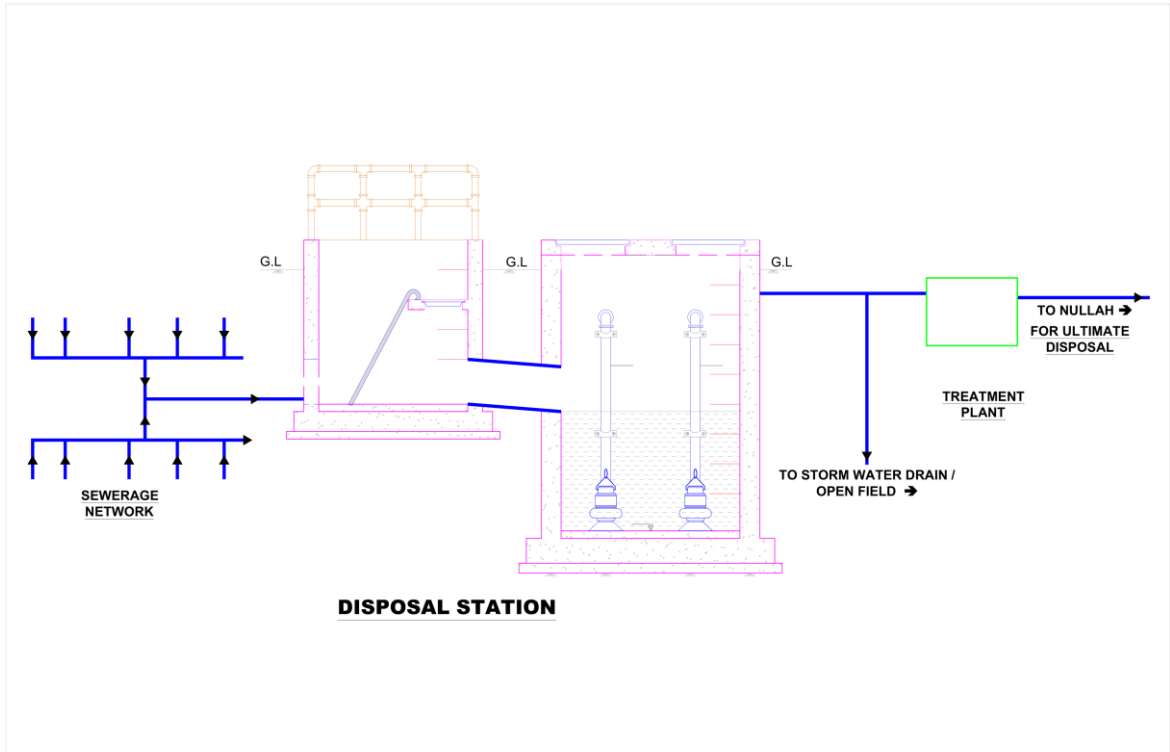 G.L
G.L
G.L
TO NULLAH ➔
FOR ULTIMATE
DISPOSAL
TREATMENT
PLANT
TO STORM WATER DRAIN /
OPEN FIELD ➔
SEWERAGE
NETWORK
DISPOSAL STATION